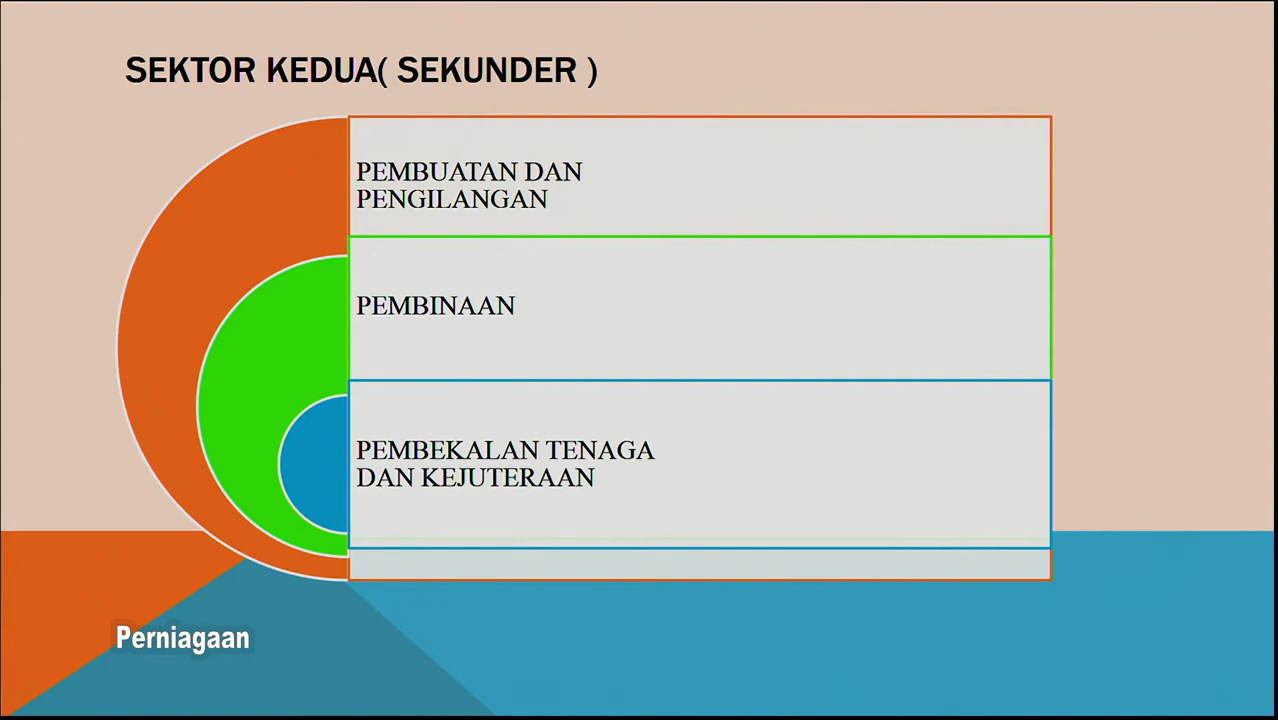 SEKTOR KEDUA( SEKUNDER )
PEMBUATAN DAN
PENGILANGAN
PEMBINAAN
PEMBEKALAN TENAGA
DAN KEJUTERAAN
Perniagaan